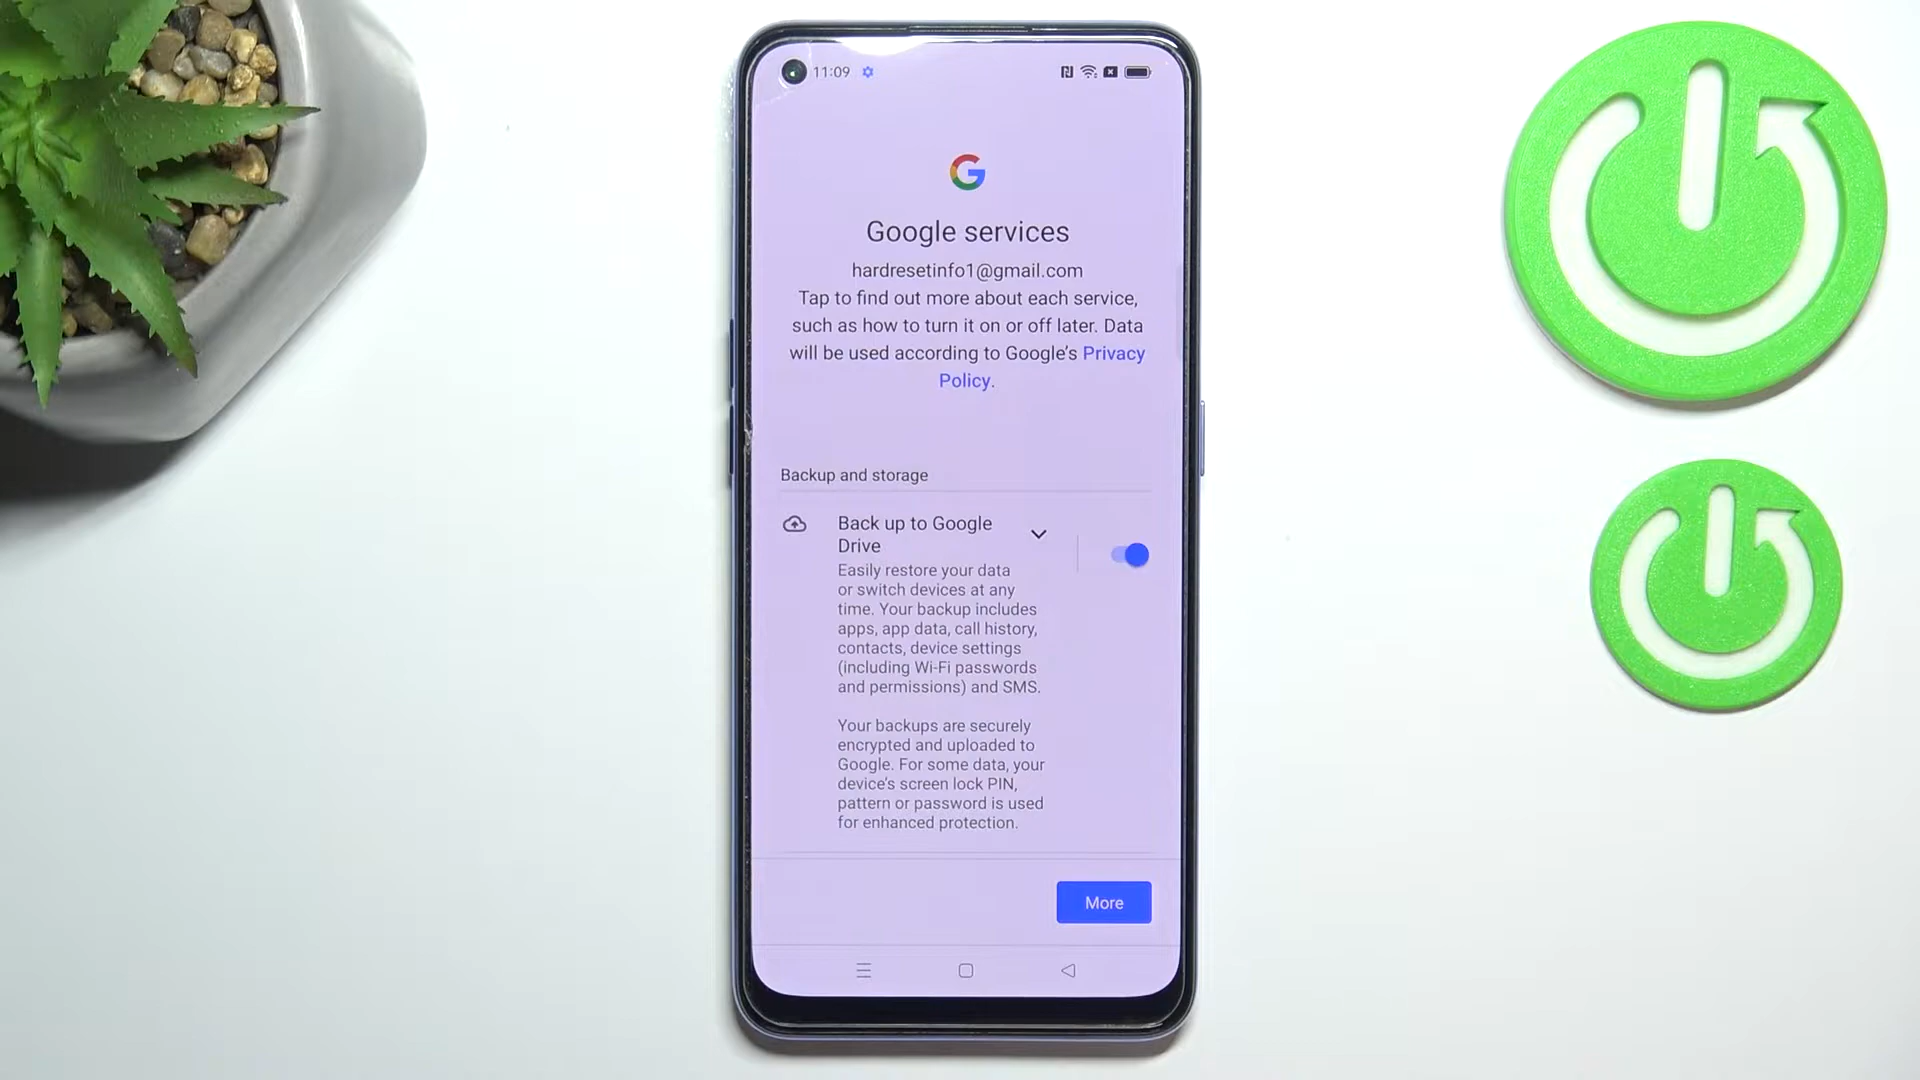 11:09
Google services
hardresetinfo1@gmail.com
Tap to find out more about each service,
such as how to turn it on or off later. Data
will be used according to Google's Privacy
Policy.
Backup and storage
Back up to Google
Drive
Easily restore your data
or switch devices at any
time. Your backup includes
apps, app data, call history,
contacts, device settings
(including Wi-Fi passwords
and permissions) and SMS.
Your backups are securely
encrypted and uploaded to
Google. For some data, your
device's screen lock PIN,
pattern or password is used
for enhanced protection.
More